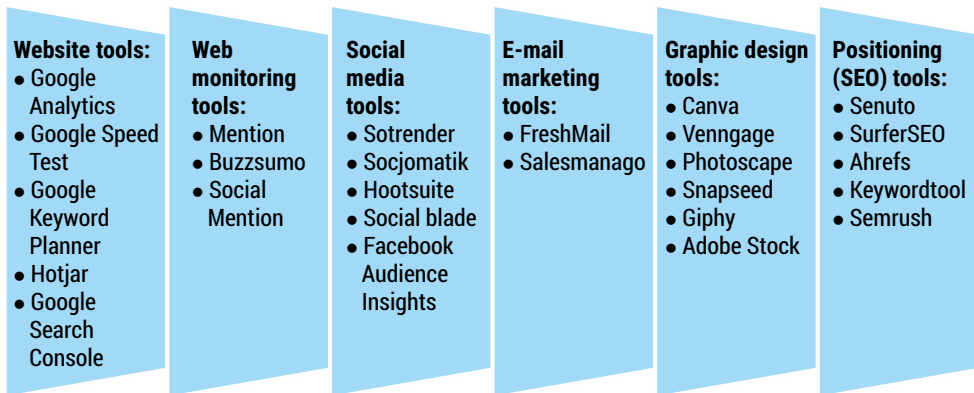 Website tools:
● Google
Analytics
● Google Speed
Test
● Google
Keyword
Planner
● Hotjar
● Google
Search
Console
Web
monitoring
tools:
● Mention
● Buzzsumo
● Social
Mention
Social
media
tools:
● Sotrender
● Socjomatik
● Hootsuite
● Social blade
● Facebook
Audience
Insights
E-mail
marketing
tools:
● FreshMail
● Salesmanago
Graphic design
tools:
● Canva
● Venngage
● Photoscape
● Snapseed
● Giphy
● Adobe Stock
Positioning
(SEO) tools:
● Senuto
● SurferSEO
● Ahrefs
● Keywordtool
● Semrush